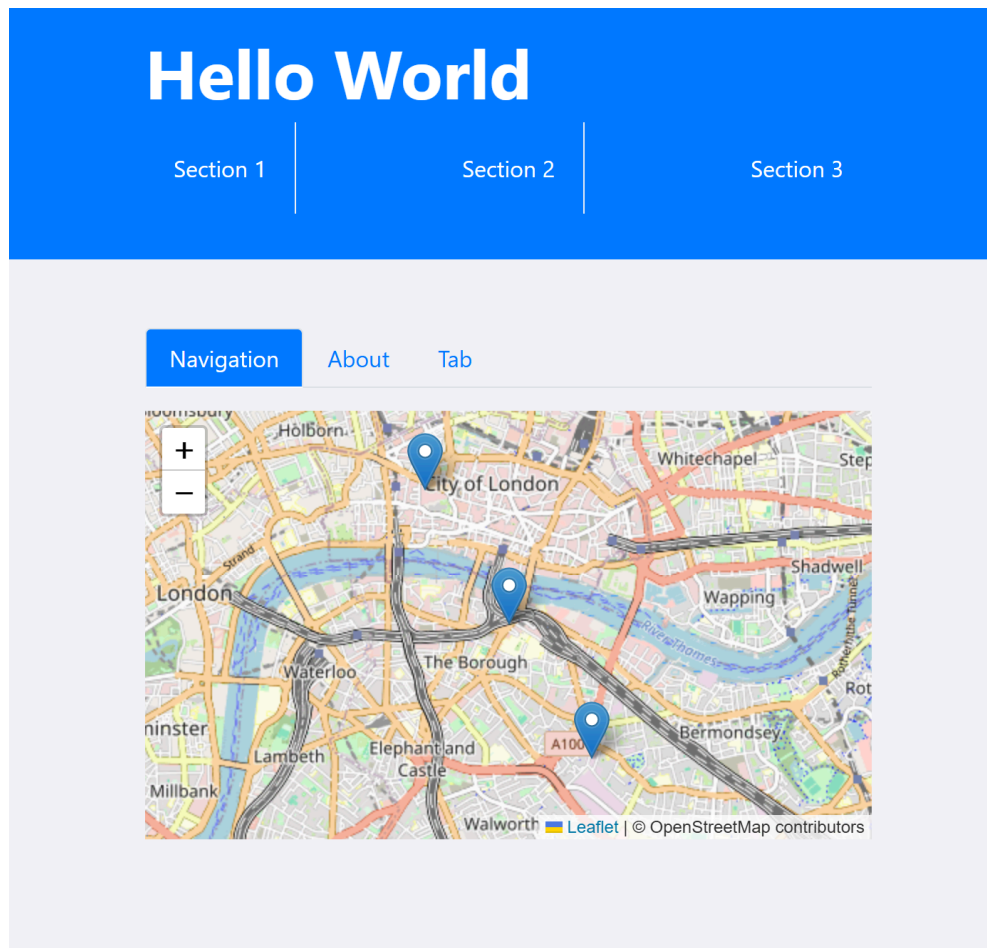 Hello World
Section 1
Section 2
Section 3
Navigation
About
Tab
Holborn
+
City of London
Whitechapel
−
Strand
Shadwell
London
Wapping
River Thames
The Borough
Waterloo
Bermondsey
A100
Elephant and
Castle
Lambeth
Millbank
Walworth
Leaflet | © OpenStreetMap contributors